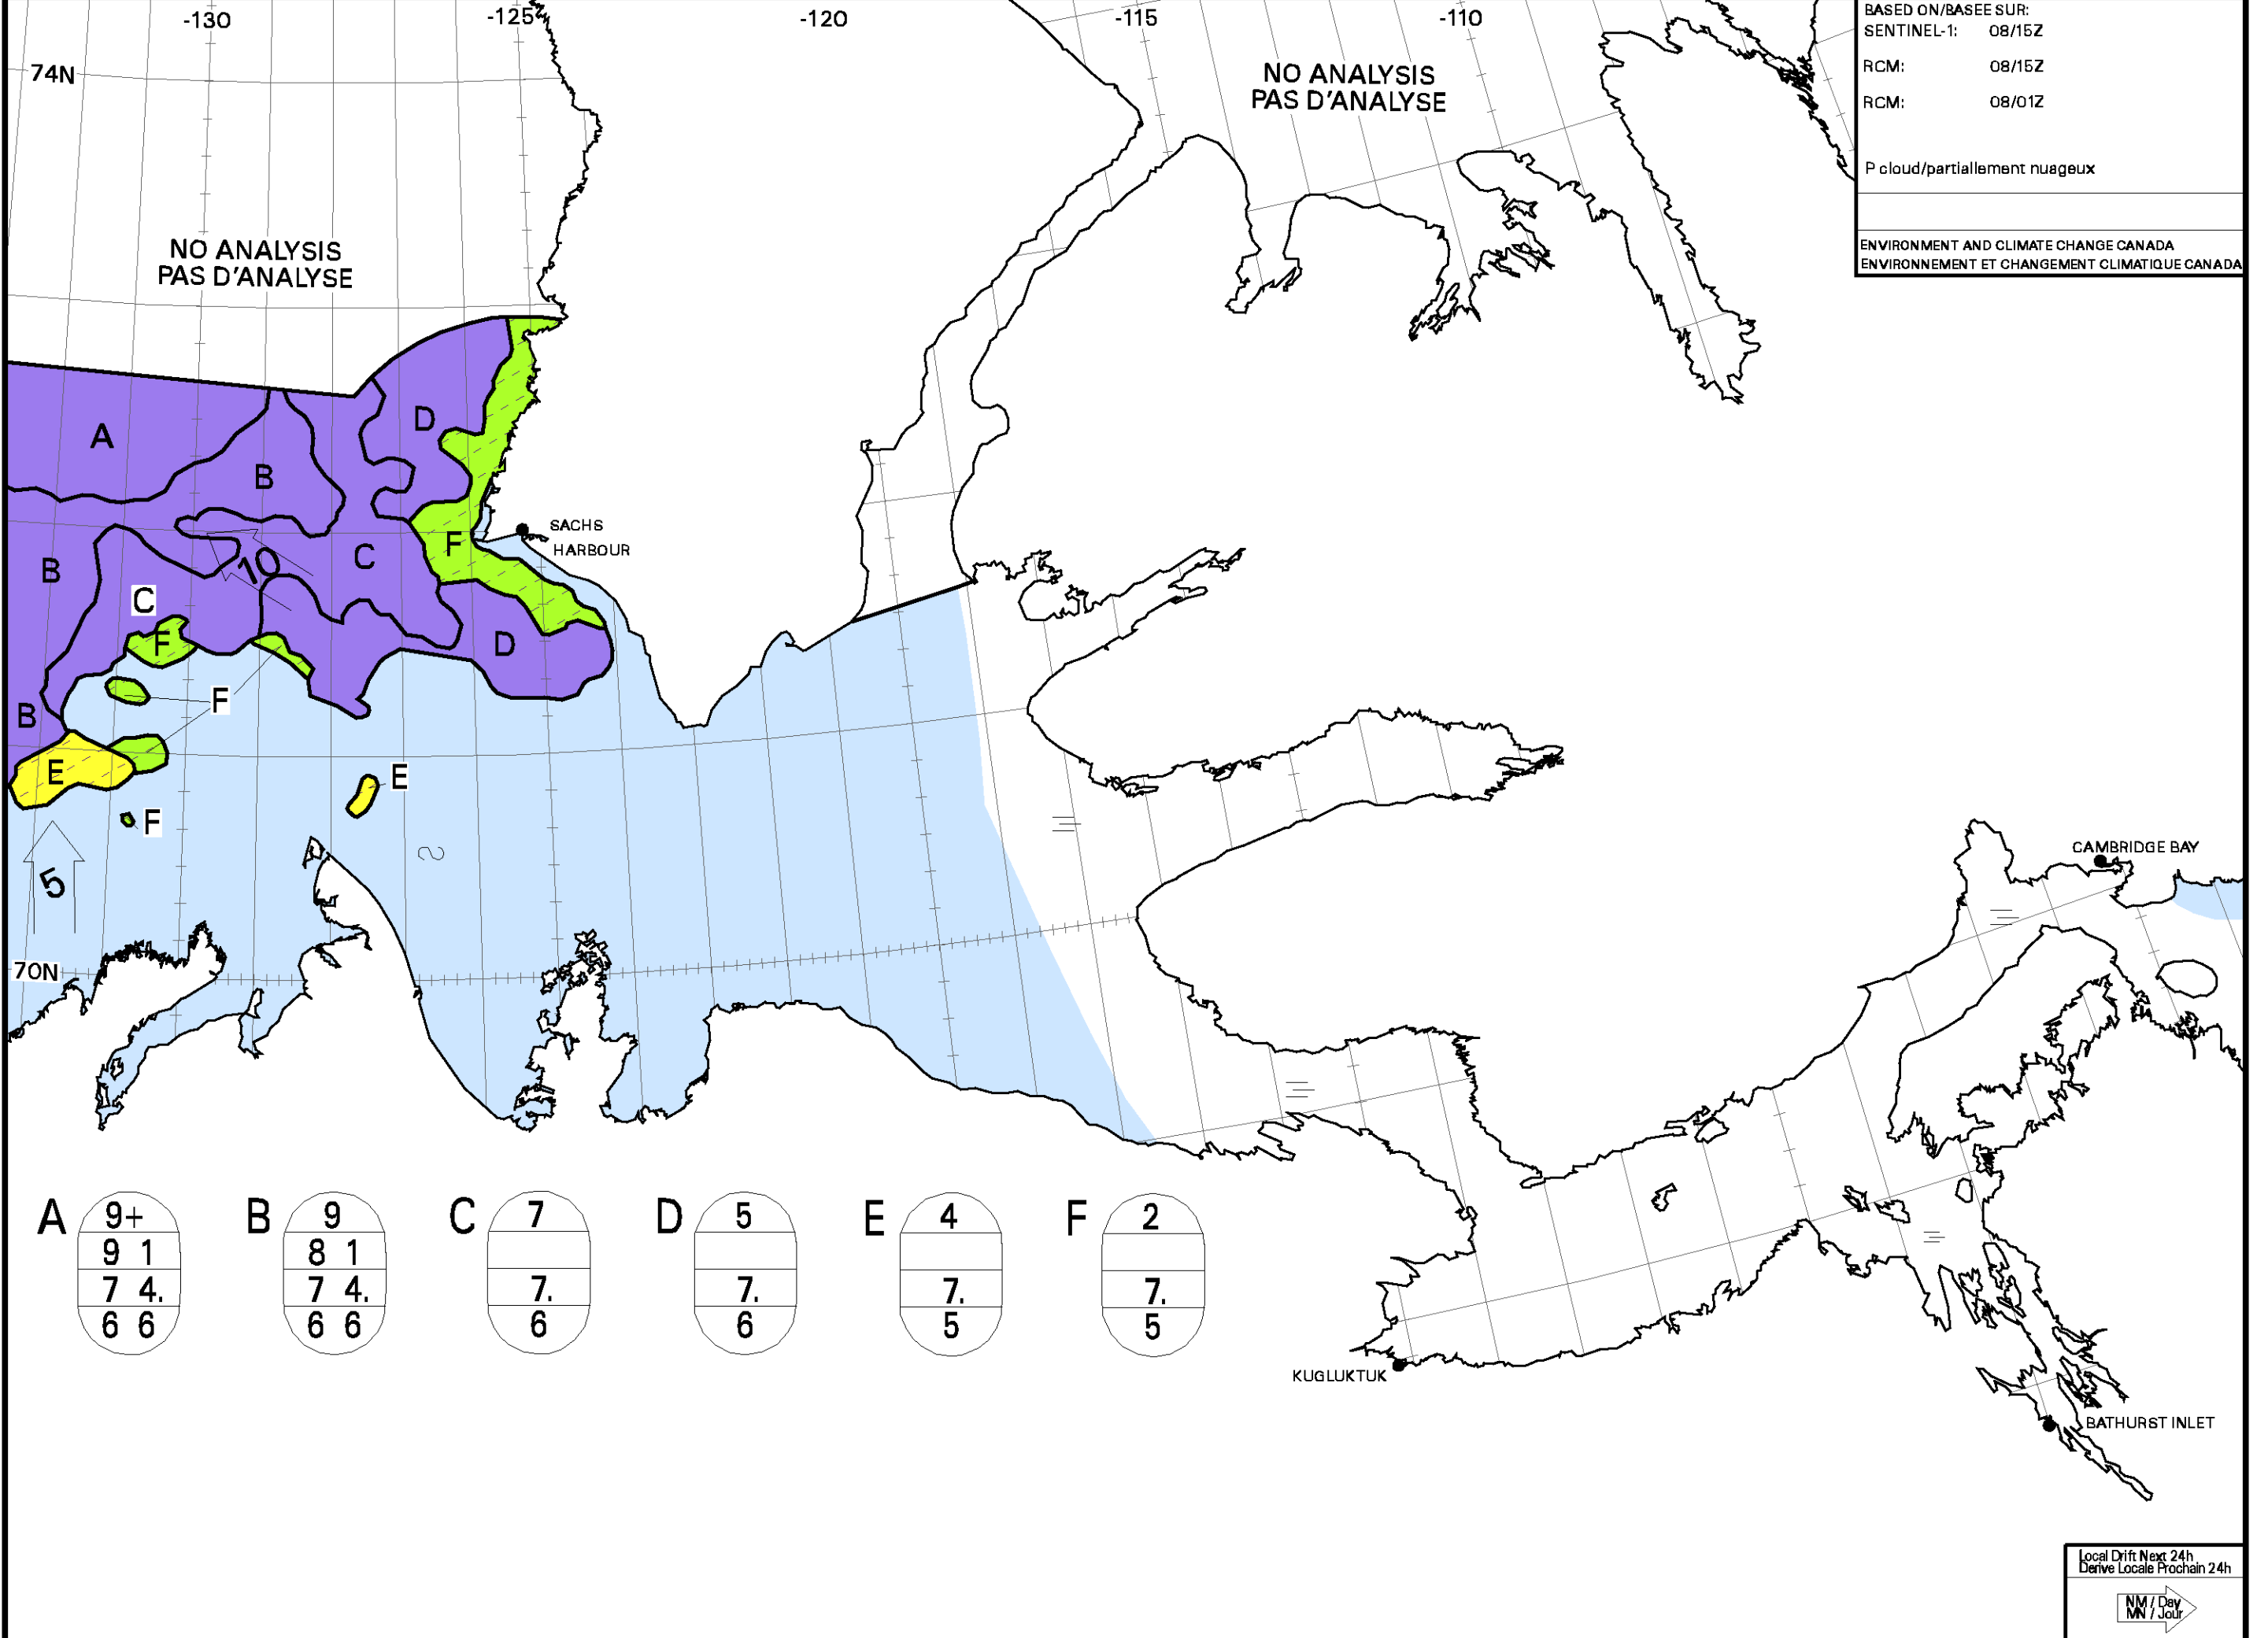 -130
-125
-120
-115
-110
74N
NO ANALYSIS
PAS D'ANALYSE
NO ANALYSIS
PAS D'ANALYSE
BASED ON/BASEE SUR:
SENTINEL-1: 08/15Z
RCM: 08/15Z
RCM: 08/01Z
P cloud/partiallement nuageux
ENVIRONMENT AND CLIMATE CHANGE CANADA
ENVIRONNEMENT ET CHANGEMENT CLIMATIQUE CANADA
A
D
B
SACHS
HARBOUR
F
C
B
10
C
F
D
F
B
E
E
F
5
70N
CAMBRIDGE BAY
A 9+
9 1
7 4.
6 6
B 9
8 1
7 4.
6 6
C 7
7.
6
D 5
7.
6
E 4
7.
5
F 2
7.
5
KUGLUKTUK
BATHURST INLET
Local Drift Next 24h
Derive Locale Prochain 24h
NM / Day
MN / Jour